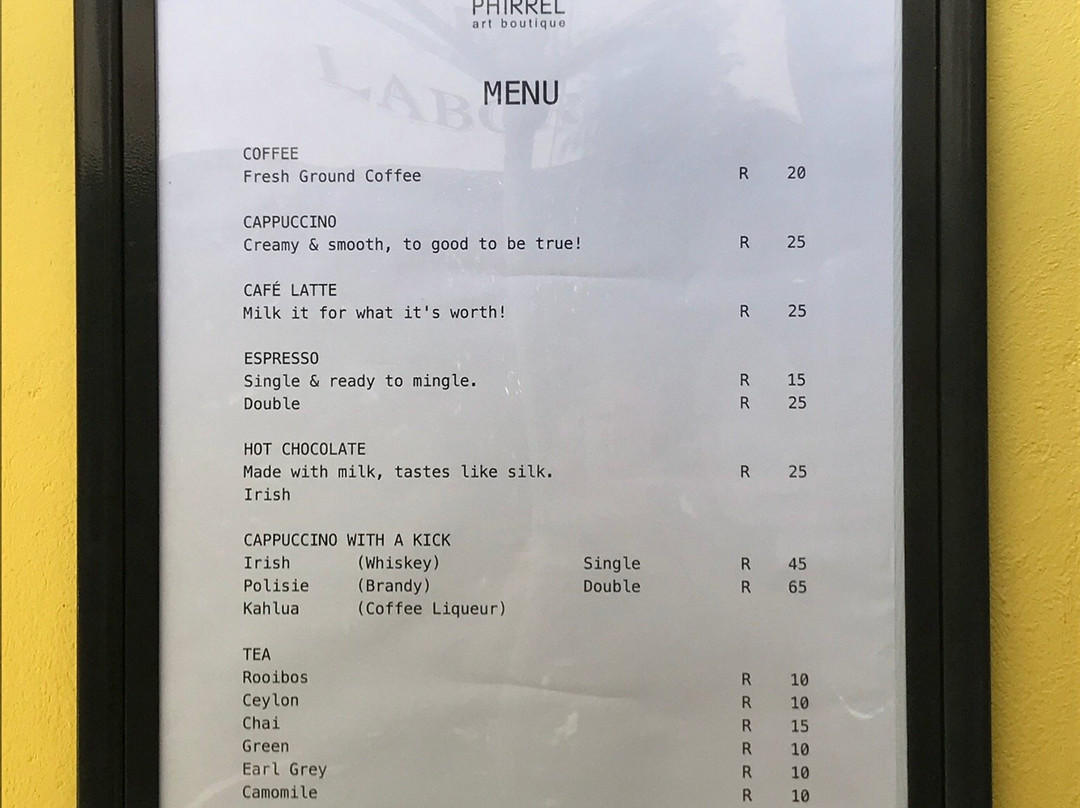 PHIRREL
art boutique
MENU
COFFEE
Fresh Ground Coffee R 20
CAPPUCCINO
Creamy & smooth, to good to be true! R 25
CAFÉ LATTE
Milk it for what it's worth! R 25
ESPRESSO
Single & ready to mingle. R 15
Double R 25
HOT CHOCOLATE
Made with milk, tastes like silk. R 25
Irish
CAPPUCCINO WITH A KICK
Irish (Whiskey) Single R 45
Polisie (Brandy) Double R 65
Kahlua (Coffee Liqueur)
TEA
Rooibos R 10
Ceylon R 10
Chai R 15
Green R 10
Earl Grey R 10
Camomile R 10